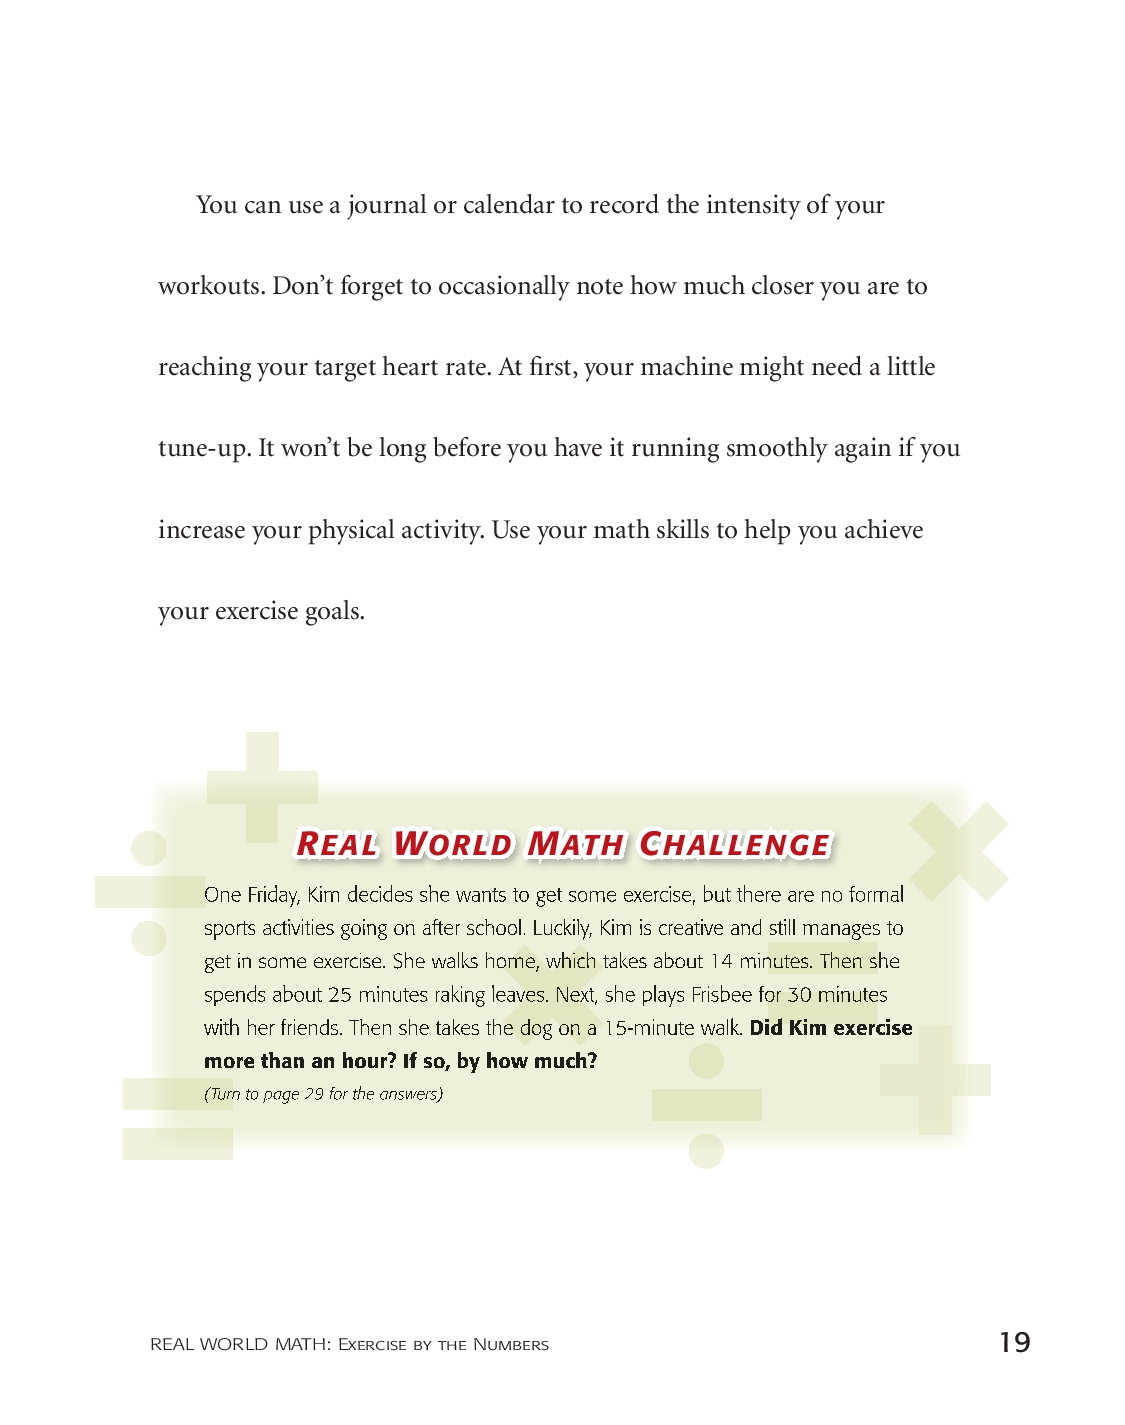 You can use a journal or calendar to record the intensity of your
workouts. Don’t forget to occasionally note how much closer you are to
reaching your target heart rate. At first, your machine might need a little
tune-up. It won’t be long before you have it running smoothly again if you
increase your physical activity. Use your math skills to help you achieve
your exercise goals.
REAL WORLD MATH CHALLENGE
One Friday, Kim decides she wants to get some exercise, but there are no formal
sports activities going on after school. Luckily, Kim is creative and still manages to
get in some exercise. She walks home, which takes about 14 minutes. Then she
spends about 25 minutes raking leaves. Next, she plays Frisbee for 30 minutes
with her friends. Then she takes the dog on a 15-minute walk. Did Kim exercise
more than an hour? If so, by how much?
(Turn to page 29 for the answers)
REAL WORLD MATH: EXERCISE BY THE NUMBERS
19